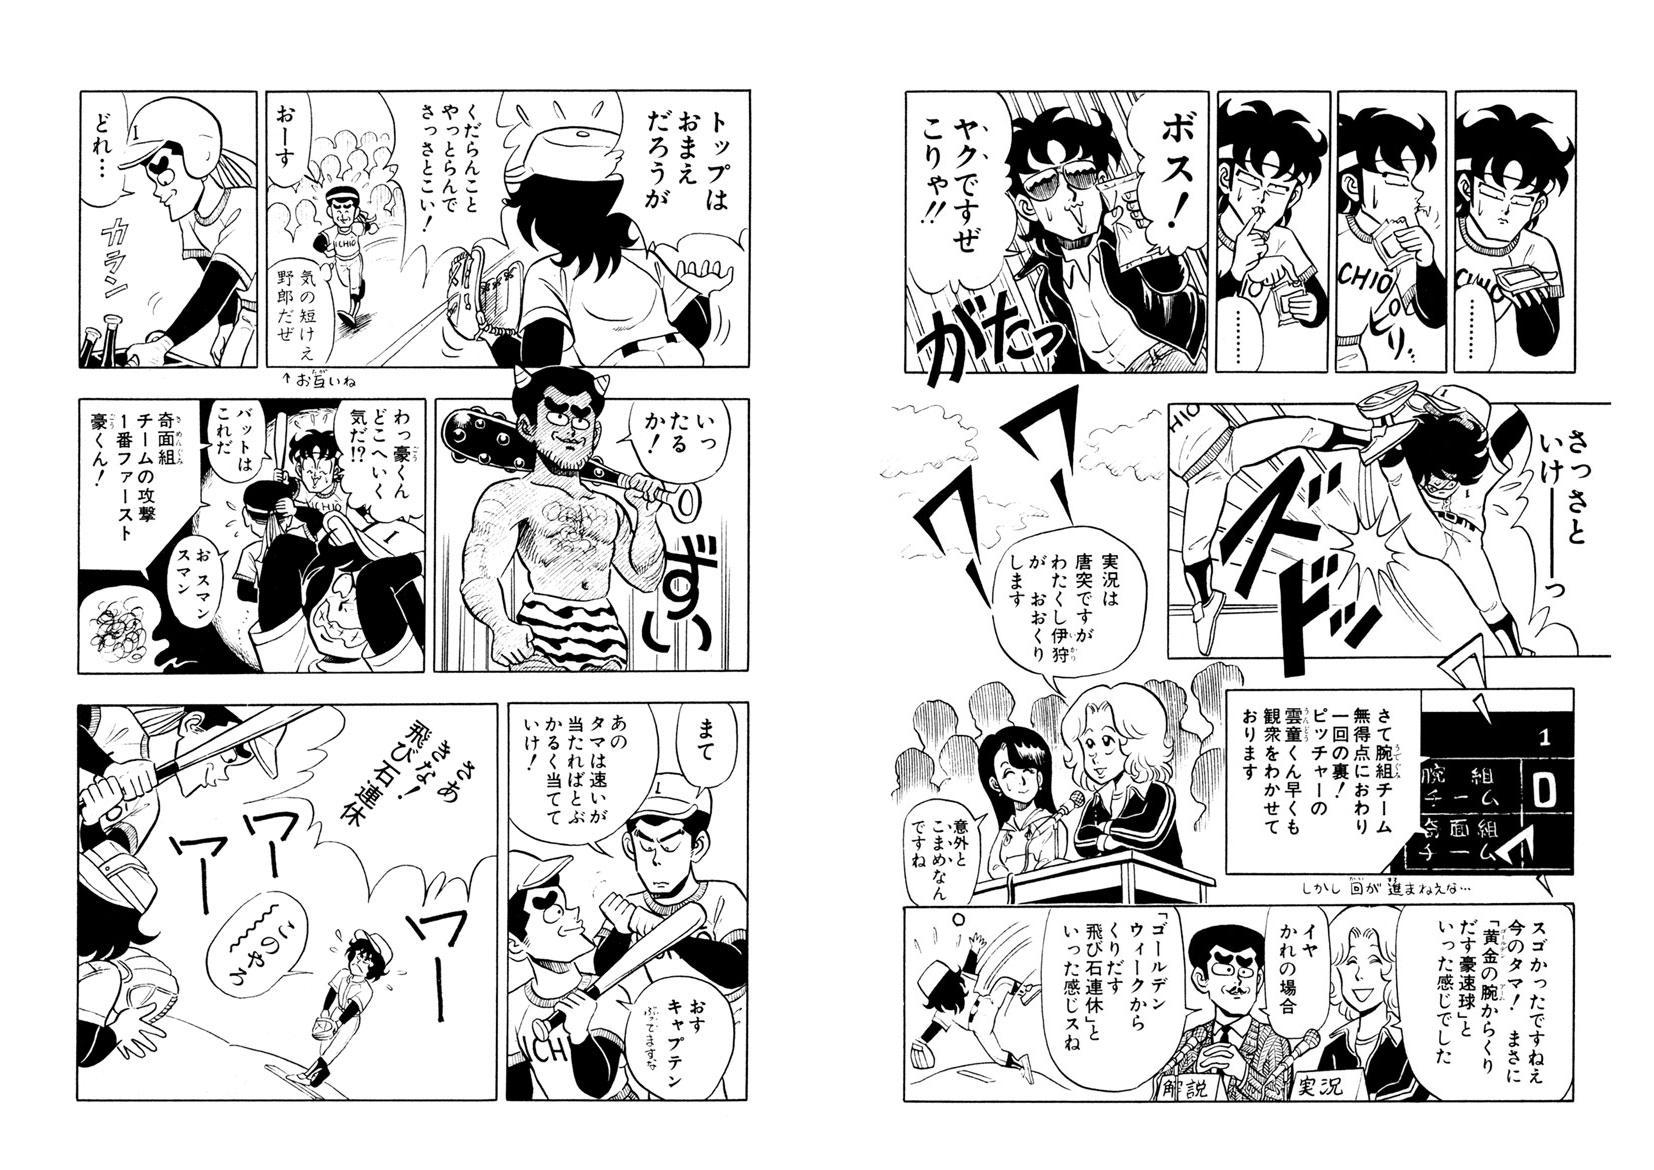 CHIO
CHIO
ピリッ
ボス！
ヤクですぜ
こりゃ!!
がたっ
さっさと
いけーーっ
ズドドッ
CHIO
ワ
ワ
ワ
実況は
唐突ですが
わたくし伊狩
が　おおくり
します
意外と
こまめなん
ですね
1
腕組
チーム
0
奇面組
チーム
さて腕組チーム
無得点におわり
一回の裏！
ピッチャーの
雲童くん早くも
観衆をわかせて
おります
しかし回が進まねえな…
スゴかったですねえ
今のタマ！　まさに
「黄金の腕からくり
だす豪速球」と
いった感じでした
イヤ
かれの場合
「ゴールデン
ウィークから
くりだす
飛び石連休」と
いった感じスね
解説
実況
トップは
おまえ
だろうが
くだらんこと
やっとらんで
さっさとこい！
おーす
ICHIO
気の短けえ
野郎だぜ
↑お互いね
どれ…
カラン
いっ
たる
か！
ずいっ
わっ豪くん
どこへいく
気だ!?
バットは
これだ
ICHIO
おスマン
スマン
奇面組
チームの攻撃
1番ファースト
豪くん！
まて
あの
タマは速いが
当たればとぶ
かるく当てて
いけ！
おす
キャプテン
ぶってますな
ICHI
さあ
きな！
飛び石連休
ワー
ワー
ワー
このやろ